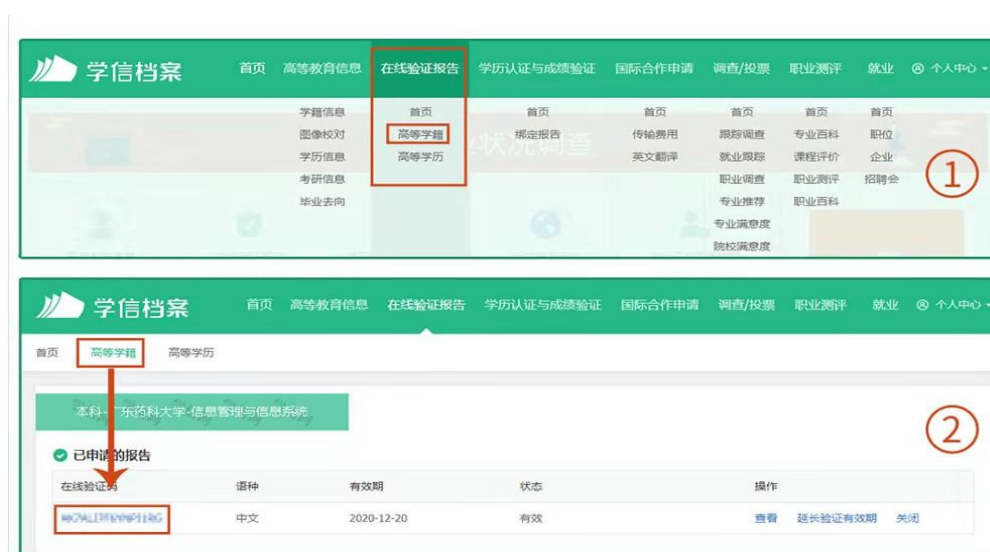 学信档案 首页 高等教育信息 在线验证报告 学历认证与成绩验证 国际合作申请 调查/投票 职业测评 就业 个人中心
学籍信息 首页 首页 首页 首页 首页 首页
图像校对 高等学籍 绑定报告 传输费用 跟踪调查 专业百科 职位
学历信息 高等学历 英文翻译 就业跟踪 课程评价 企业
考研信息 职业调查 职业测评 招聘会
毕业去向 专业推荐 职业百科
专业满意度
院校满意度
业状况调查
①
学信档案 首页 高等教育信息 在线验证报告 学历认证与成绩验证 国际合作申请 调查/投票 职业测评 就业 个人中心
首页 高等学籍 高等学历
本科-广东药科大学-信息管理与信息系统
②
已申请的报告
在线验证码 语种 有效期 状态 操作
中文 2020-12-20 有效 查看 延长验证有效期 关闭